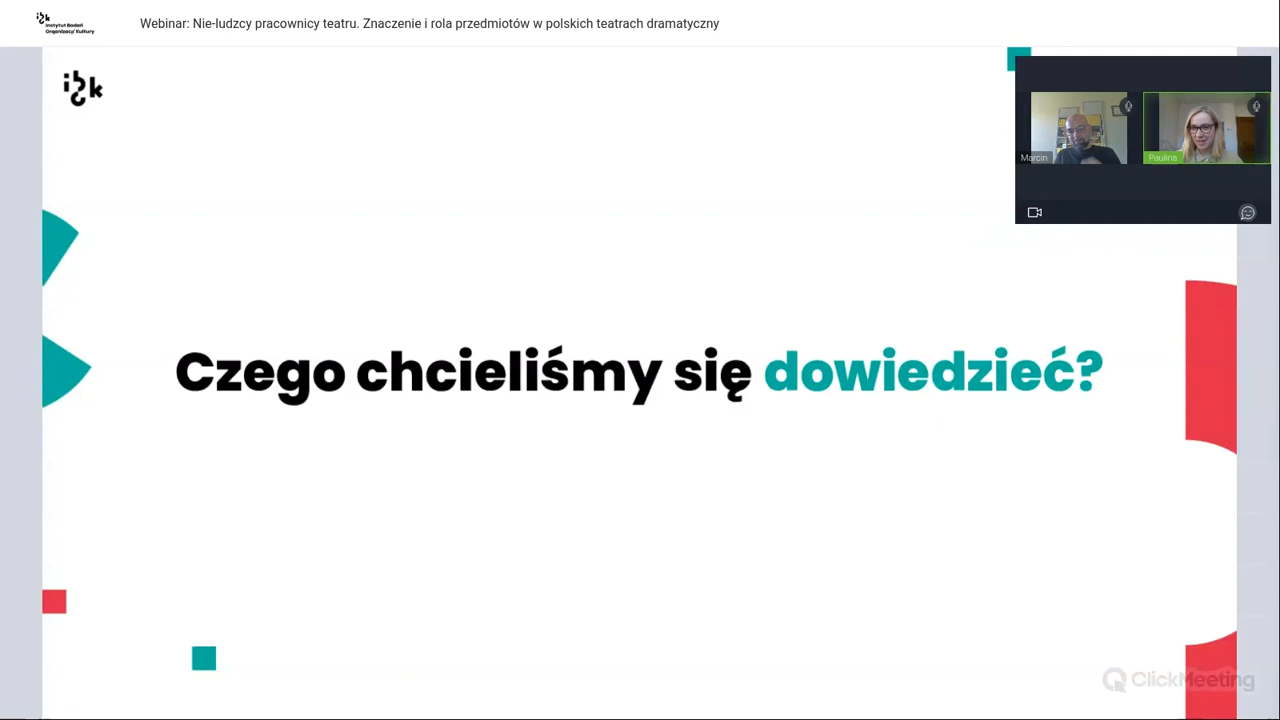 Instytut Badań
Organizacji Kultury
Webinar: Nie-ludzcy pracownicy teatru. Znaczenie i rola przedmiotów w polskich teatrach dramatyczny
ibok
Marcin
Paulina
Czego chcieliśmy się dowiedzieć?
ClickMeeting